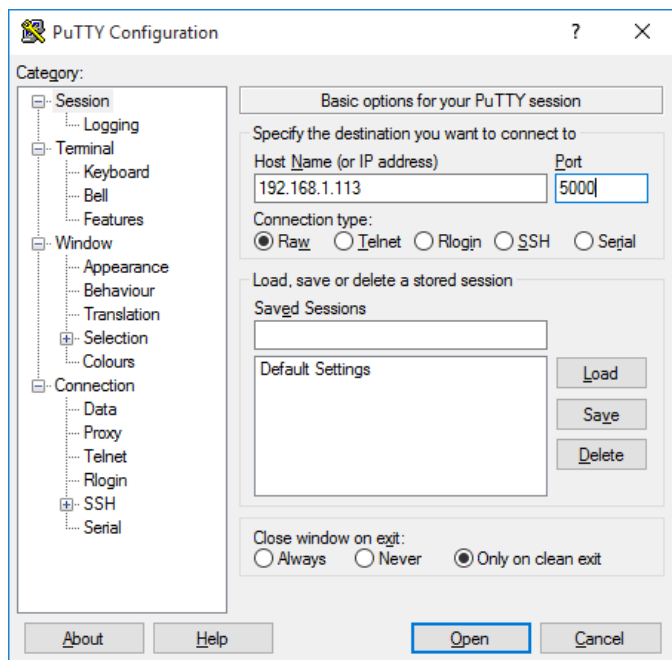 PuTTY Configuration
?
Category:
Session
Logging
Terminal
Keyboard
Bell
Features
Window
Appearance
Behaviour
Translation
Selection
Colours
Connection
Data
Proxy
Telnet
Rlogin
SSH
Serial
Basic options for your PuTTY session
Specify the destination you want to connect to
Host Name (or IP address) Port
192.168.1.113 5000
Connection type:
Raw Telnet Rlogin SSH Serial
Load, save or delete a stored session
Saved Sessions
Default Settings
Load
Save
Delete
Close window on exit:
Always Never Only on clean exit
About Help Open Cancel